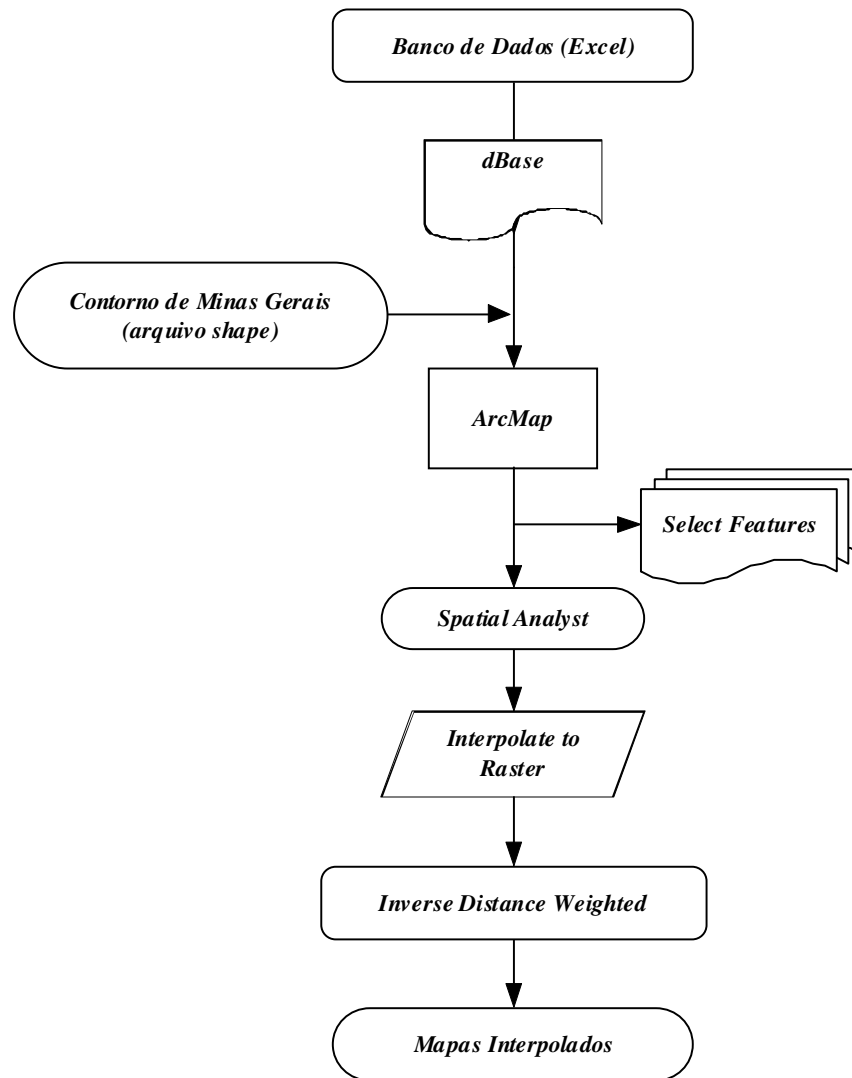 Banco de Dados (Excel)
dBase
Contorno de Minas Gerais
(arquivo shape)
ArcMap
Select Features
Spatial Analyst
Interpolate to
Raster
Inverse Distance Weighted
Mapas Interpolados